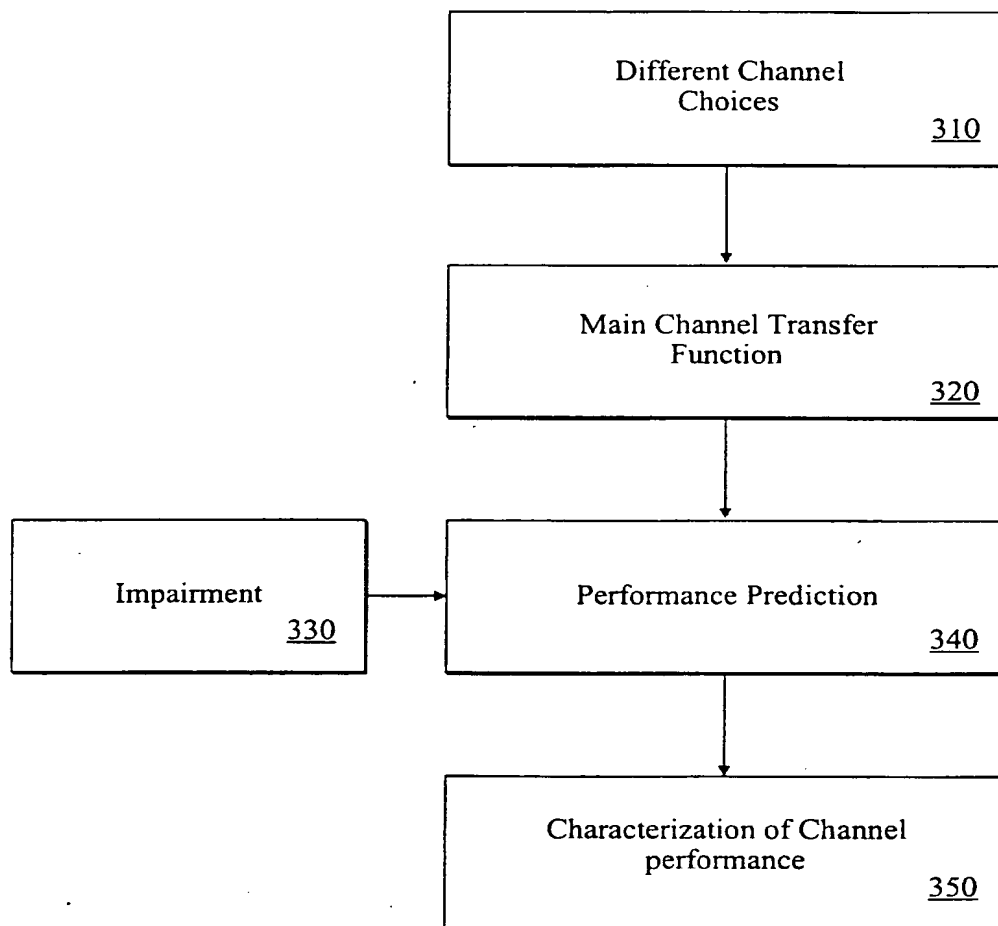 Different Channel
Choices
310
Main Channel Transfer
Function
320
Impairment
330
Performance Prediction
340
Characterization of Channel
performance
350